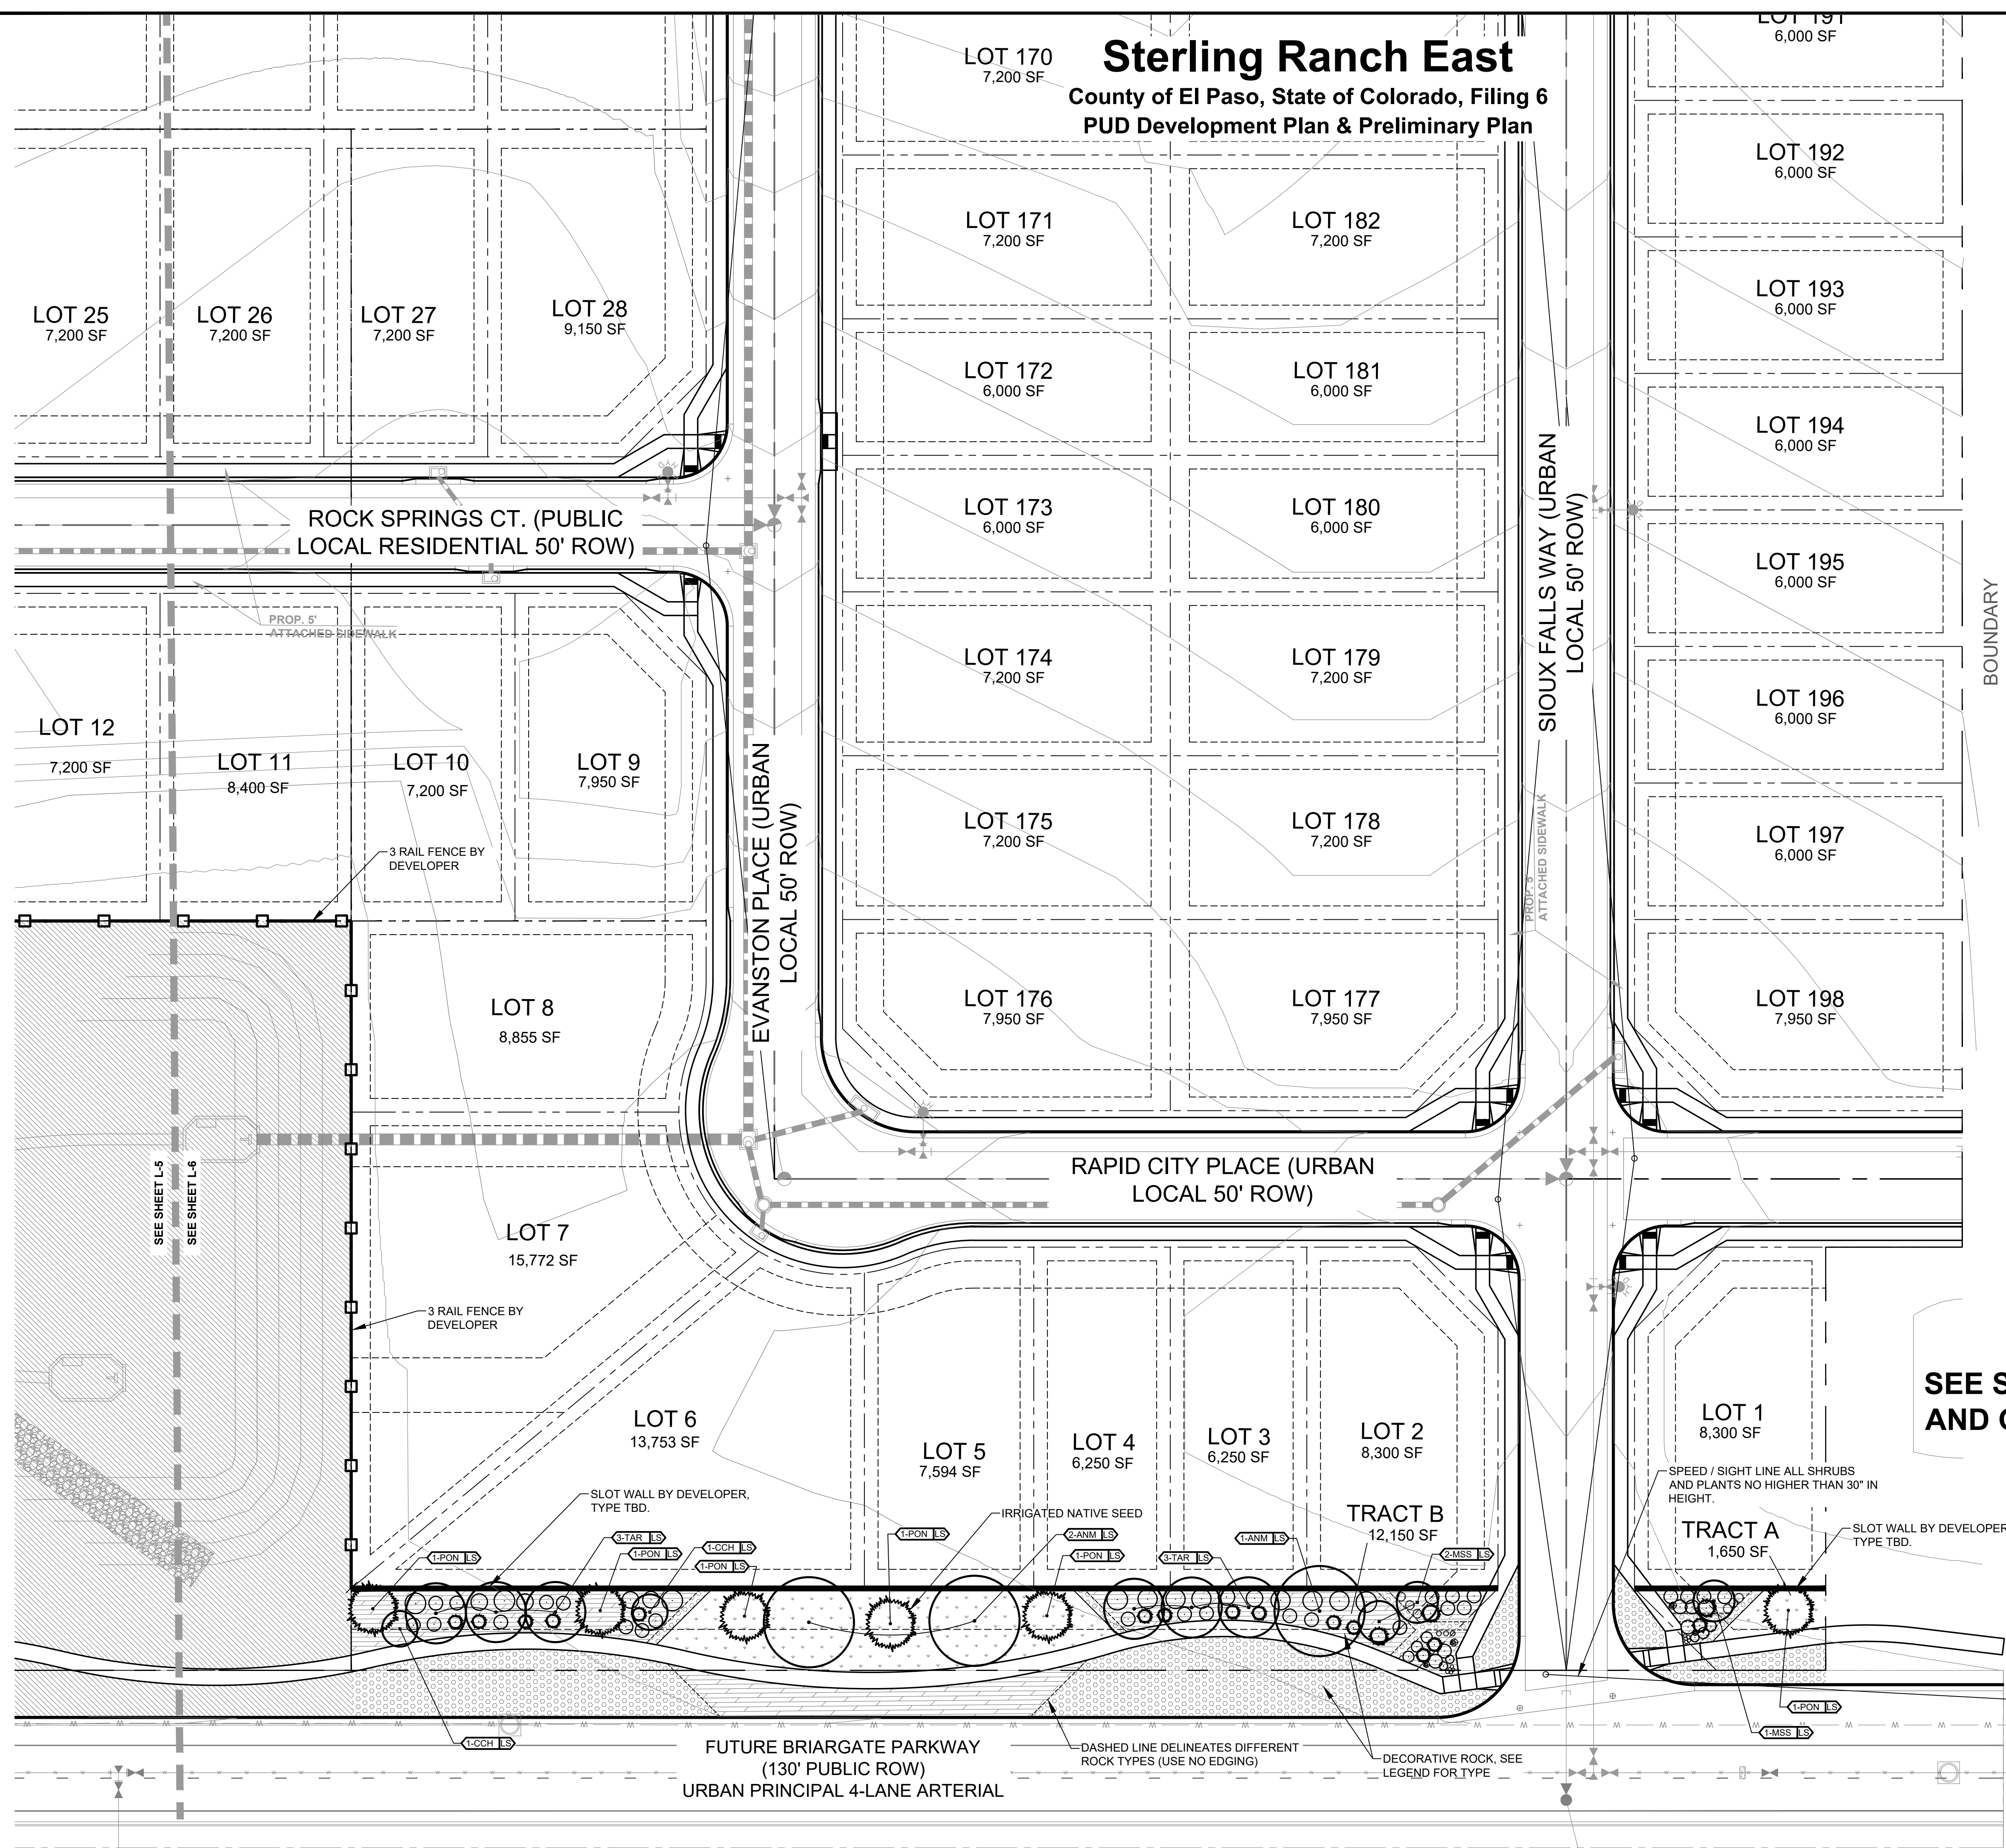 Sterling Ranch East
County of El Paso, State of Colorado, Filing 6
PUD Development Plan & Preliminary Plan
LOT 170
7,200 SF
LOT 191
6,000 SF
LOT 192
6,000 SF
LOT 171
7,200 SF
LOT 182
7,200 SF
LOT 193
6,000 SF
LOT 25
7,200 SF
LOT 26
7,200 SF
LOT 27
7,200 SF
LOT 28
9,150 SF
LOT 172
6,000 SF
LOT 181
6,000 SF
LOT 194
6,000 SF
ROCK SPRINGS CT. (PUBLIC
LOCAL RESIDENTIAL 50' ROW)
LOT 173
6,000 SF
LOT 180
6,000 SF
SIOUX FALLS WAY (URBAN
LOCAL 50' ROW)
LOT 195
6,000 SF
BOUNDARY
PROP. 5'
ATTACHED SIDEWALK
LOT 174
7,200 SF
LOT 179
7,200 SF
LOT 196
6,000 SF
LOT 12
7,200 SF
LOT 11
8,400 SF
LOT 10
7,200 SF
LOT 9
7,950 SF
EVANSTON PLACE (URBAN
LOCAL 50' ROW)
LOT 175
7,200 SF
LOT 178
7,200 SF
PROP. 5'
ATTACHED SIDEWALK
LOT 197
6,000 SF
3 RAIL FENCE BY
DEVELOPER
LOT 8
8,855 SF
LOT 176
7,950 SF
LOT 177
7,950 SF
LOT 198
7,950 SF
SEE SHEET L-5
SEE SHEET L-6
RAPID CITY PLACE (URBAN
LOCAL 50' ROW)
LOT 7
15,772 SF
3 RAIL FENCE BY
DEVELOPER
LOT 6
13,753 SF
LOT 5
7,594 SF
LOT 4
6,250 SF
LOT 3
6,250 SF
LOT 2
8,300 SF
LOT 1
8,300 SF
SEE S
AND
SPEED / SIGHT LINE ALL SHRUBS
AND PLANTS NO HIGHER THAN 30" IN
HEIGHT.
SLOT WALL BY DEVELOPER,
TYPE TBD.
IRRIGATED NATIVE SEED
TRACT B
12,150 SF
TRACT A
1,650 SF
SLOT WALL BY DEVELOPER
TYPE TBD.
1-PON LS
3-TAR LS
1-PON LS
1-CCH LS
1-PON LS
1-PON LS
2-ANM LS
1-PON LS
3-TAR LS
1-ANM LS
2-MSS LS
1-PON LS
1-MSS LS
1-CCH LS
FUTURE BRIARGATE PARKWAY
(130' PUBLIC ROW)
URBAN PRINCIPAL 4-LANE ARTERIAL
DASHED LINE DELINEATES DIFFERENT
ROCK TYPES (USE NO EDGING)
DECORATIVE ROCK, SEE
LEGEND FOR TYPE